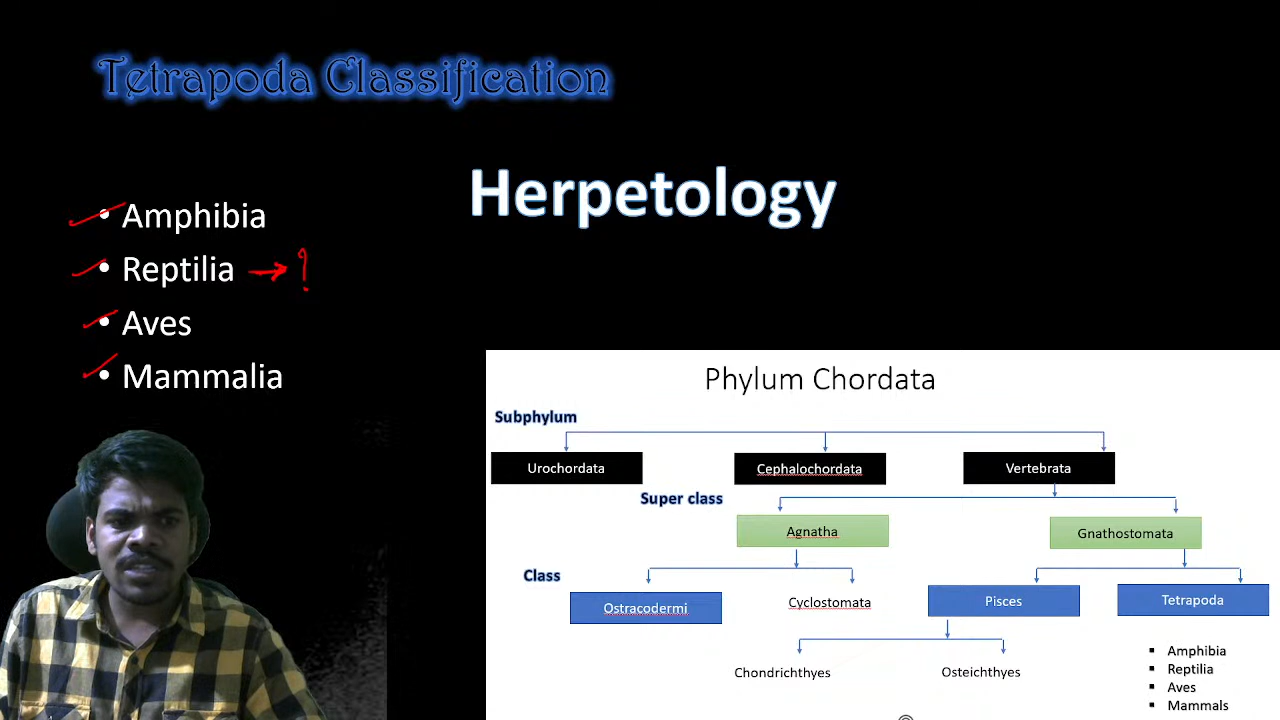 Tetrapoda Classification
Herpetology
• Amphibia
• Reptilia → ?
• Aves
• Mammalia
Phylum Chordata
Subphylum
Urochordata Cephalochordata Vertebrata
Super class
Agnatha Gnathostomata
Class
Ostracodermi Cyclostomata Pisces Tetrapoda
Chondrichthyes Osteichthyes
▪ Amphibia
▪ Reptilia
▪ Aves
▪ Mammals